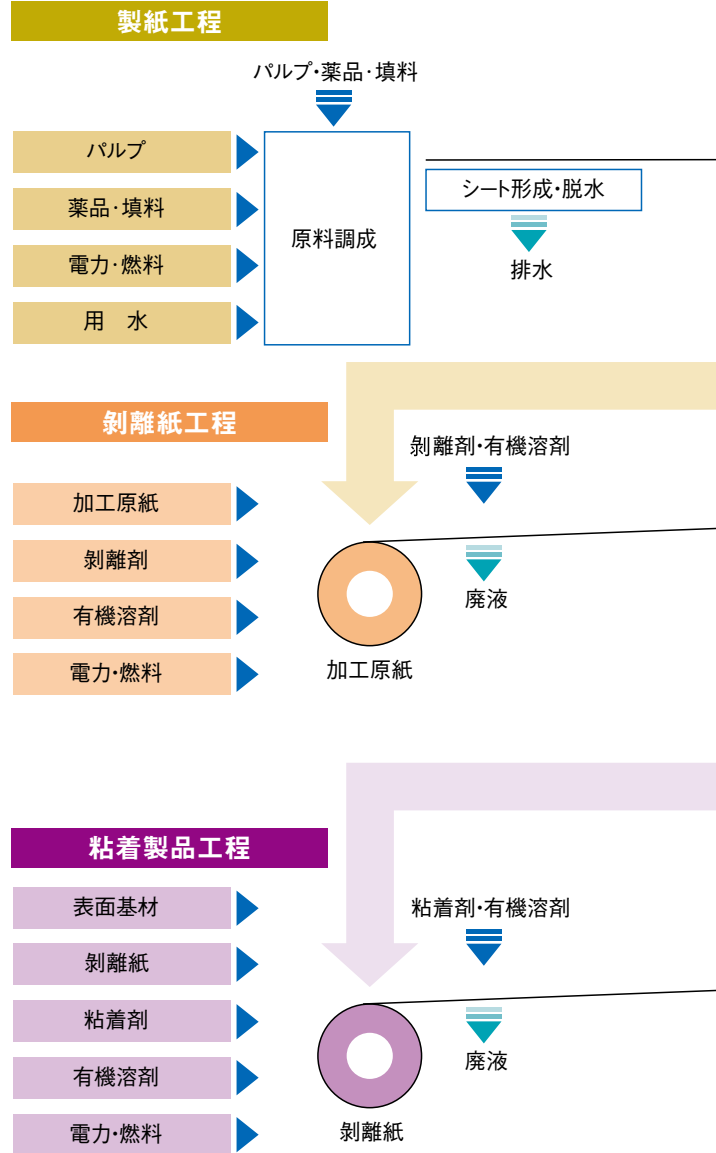 製紙工程
パルプ・薬品・填料
パルプ
薬品・填料
電力・燃料
用　水
原料調成
シート形成・脱水
排水
剝離紙工程
剝離剤・有機溶剤
加工原紙
剝離剤
有機溶剤
電力・燃料
廃液
加工原紙
粘着製品工程
粘着剤・有機溶剤
表面基材
剝離紙
粘着剤
有機溶剤
電力・燃料
廃液
剝離紙